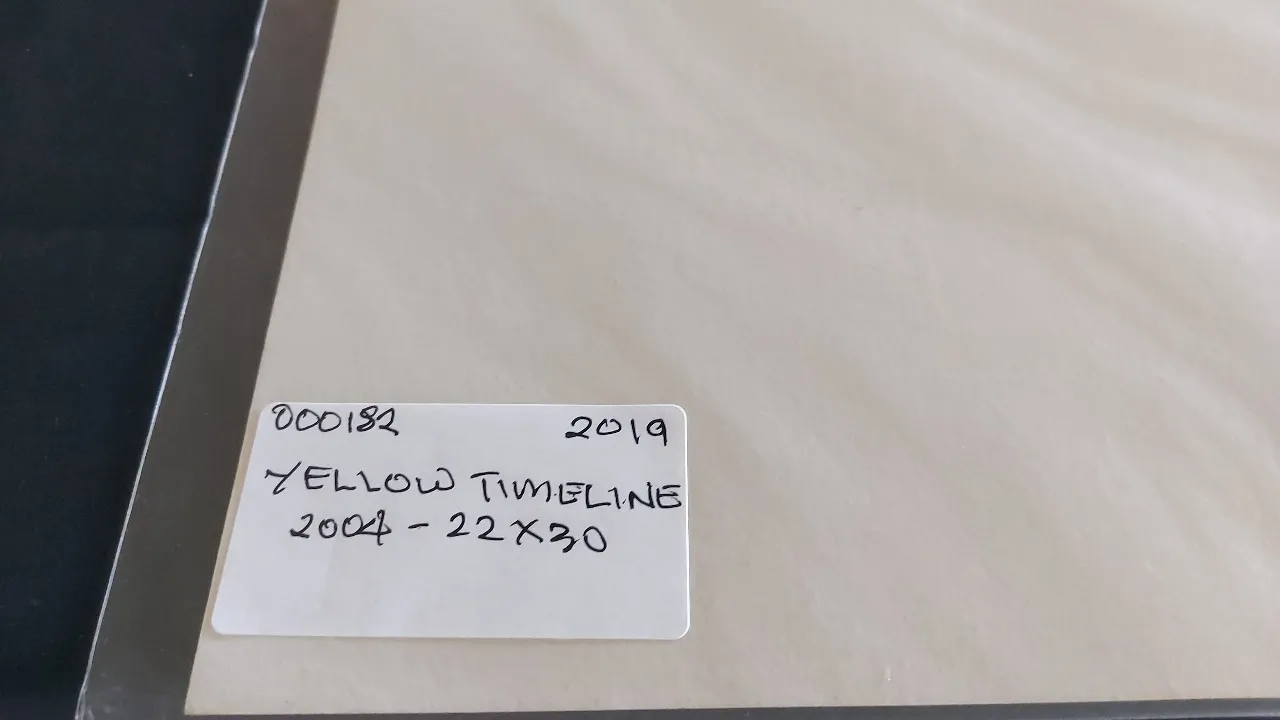 000182 2019
YELLOW TIMELINE
2004 - 22X30